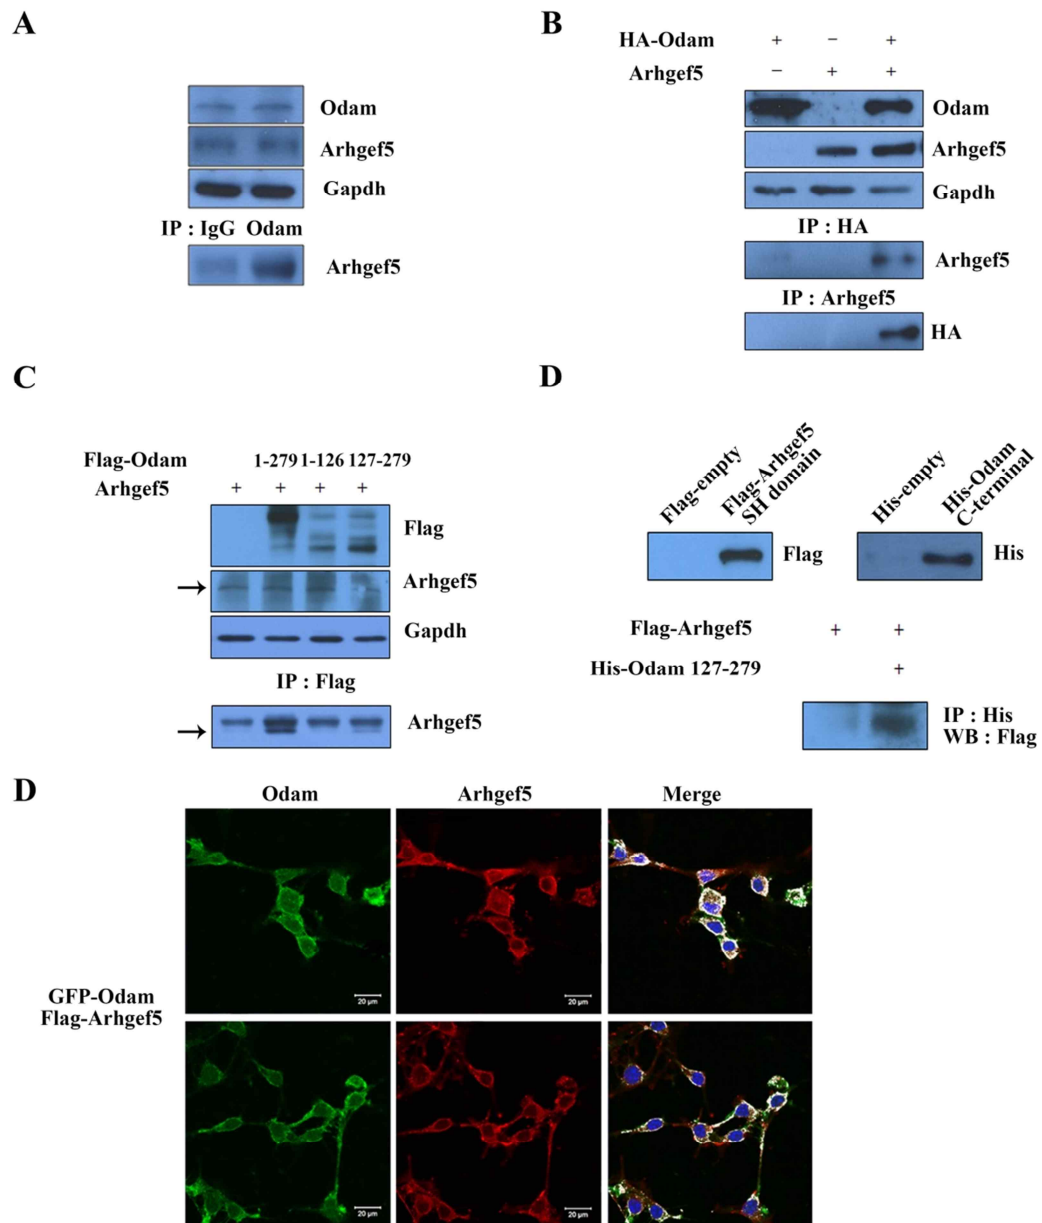 A
Odam
Arhgef5
Gapdh
IP : IgG Odam
Arhgef5
B
HA-Odam + − +
Arhgef5 − + +
Odam
Arhgef5
Gapdh
IP : HA
Arhgef5
IP : Arhgef5
HA
C
Flag-Odam 1-279 1-126 127-279
Arhgef5 + + + +
Flag
Arhgef5
Gapdh
IP : Flag
Arhgef5
D
Flag-empty
Flag-Arhgef5
SH domain
Flag
His-empty
His-Odam
C-terminal
His
Flag-Arhgef5 + +
His-Odam 127-279 +
IP : His
WB : Flag
D
Odam Arhgef5 Merge
20 μm 20 μm
GFP-Odam
Flag-Arhgef5
20 μm 20 μm